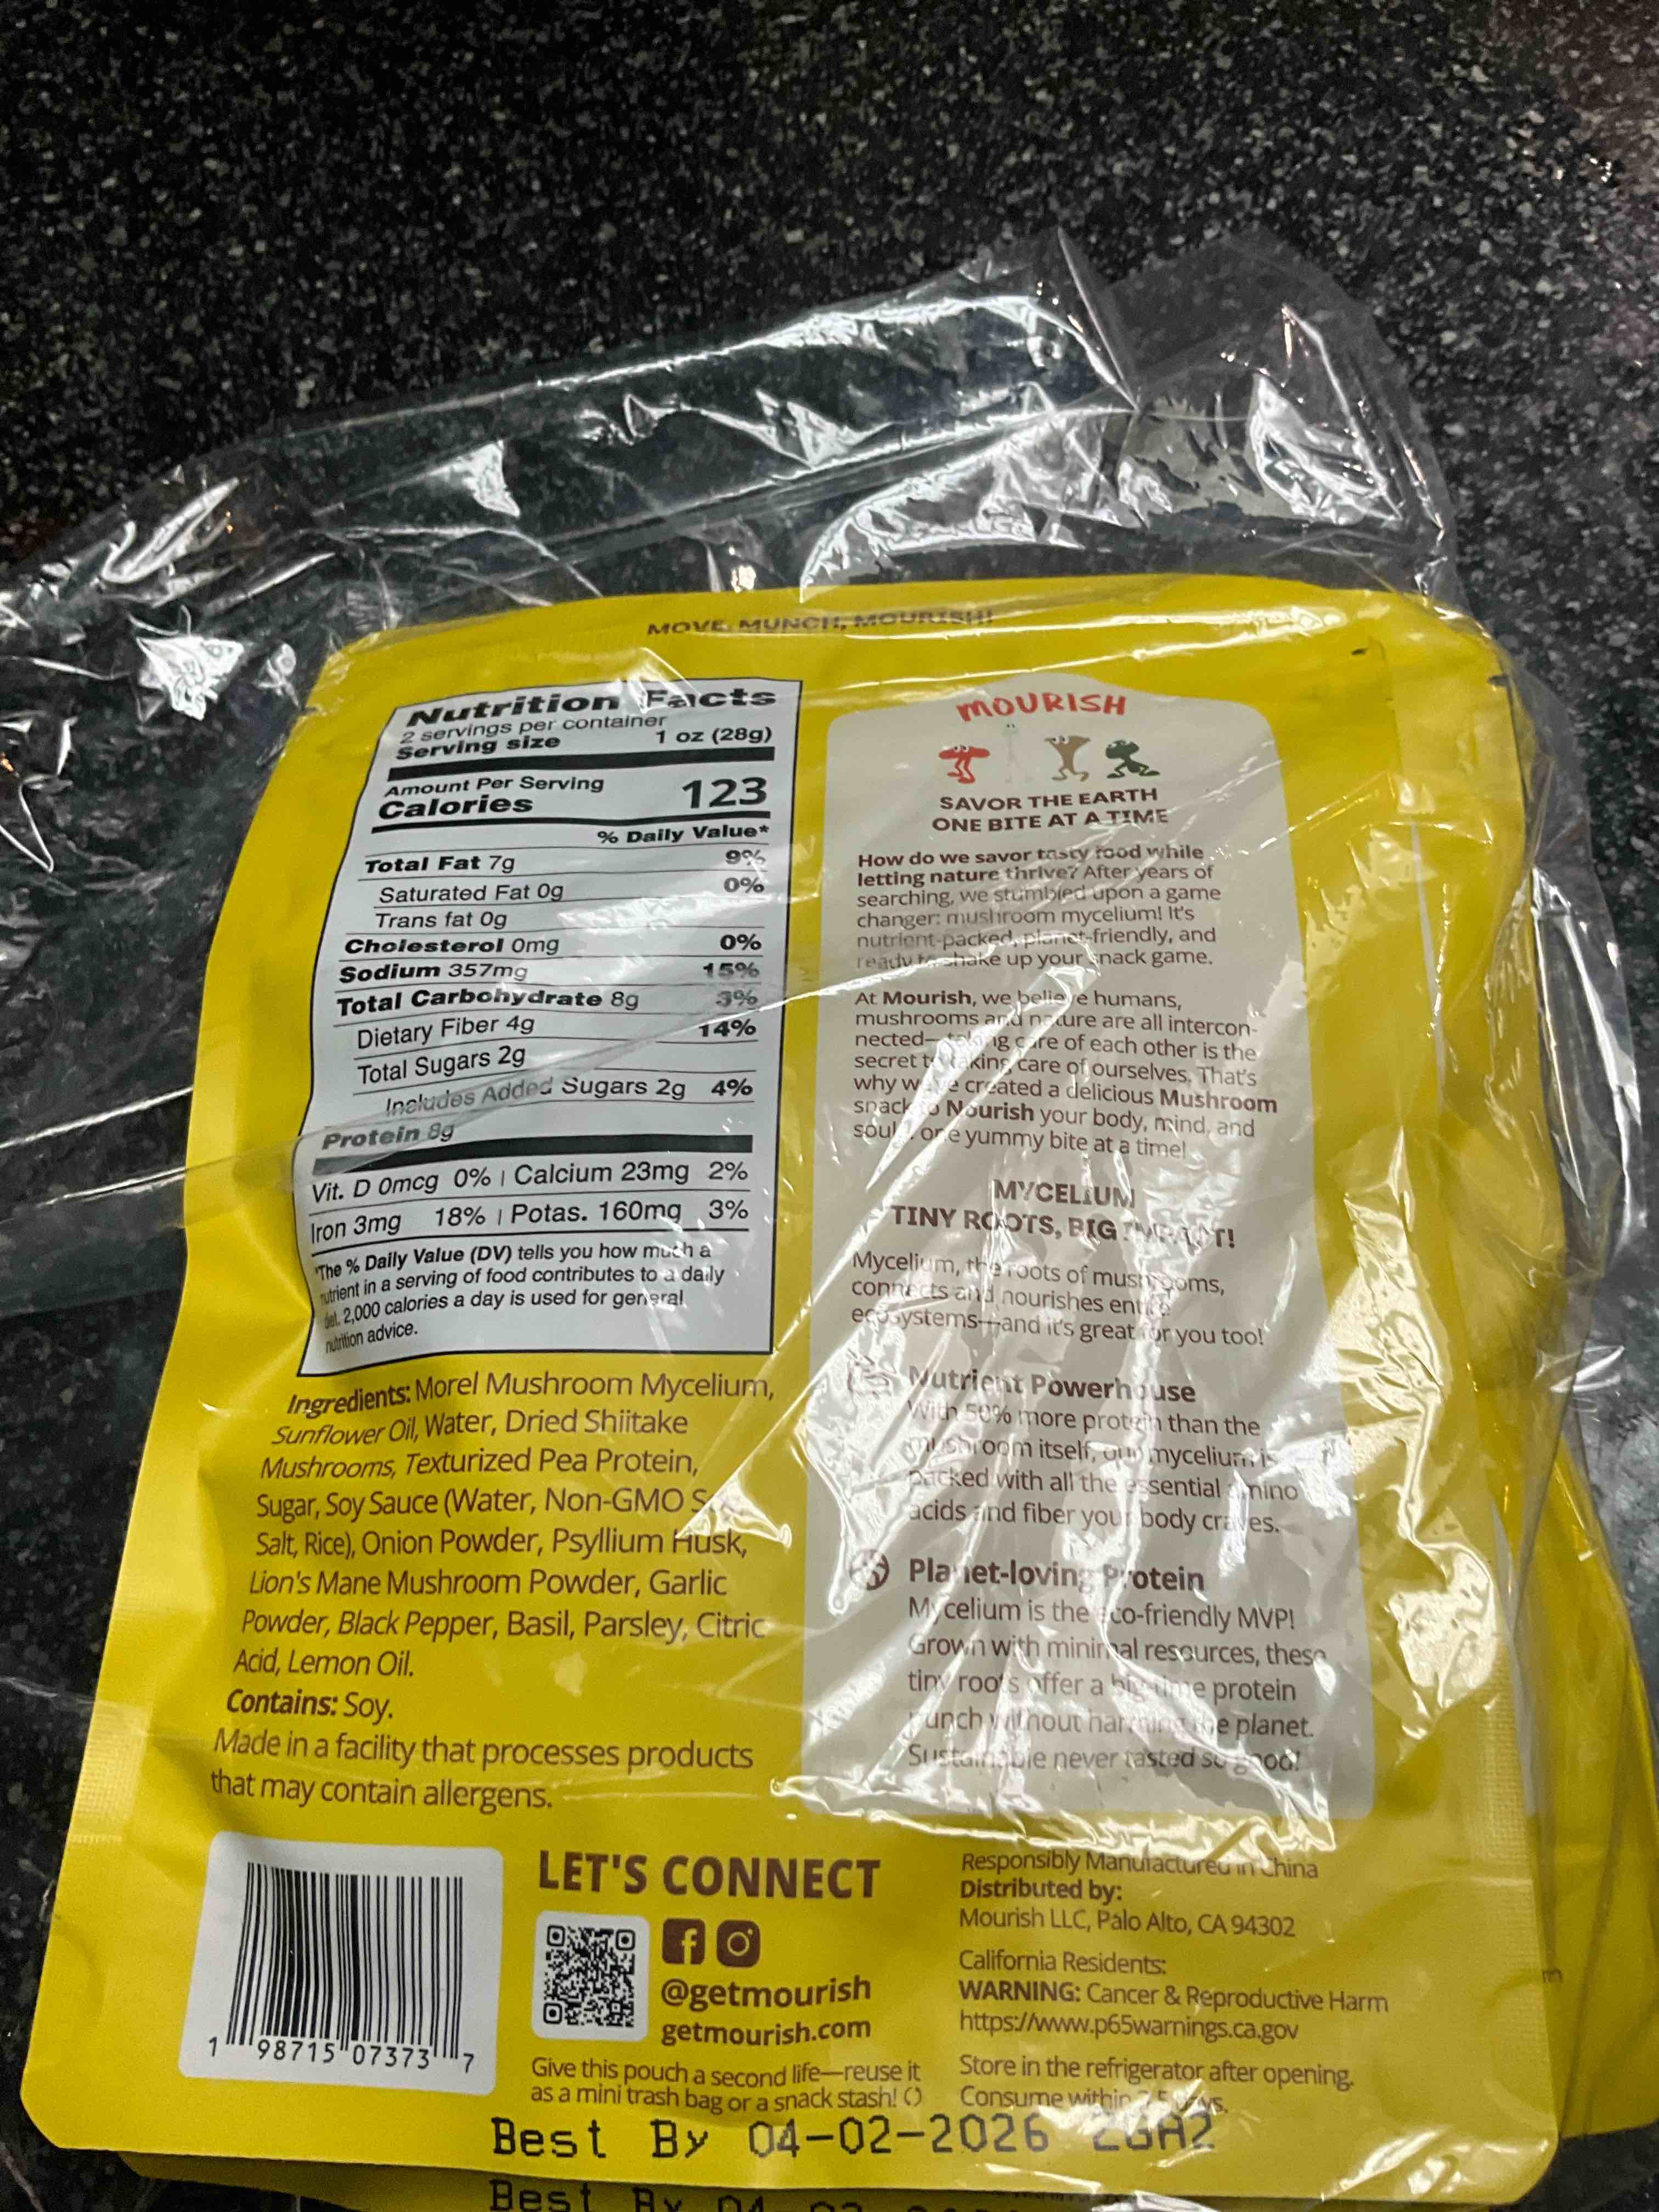 MOVE, MUNCH, MOURISH!
Nutrition Facts
2 servings per container
Serving size 1 oz (28g)
Amount Per Serving
Calories 123
% Daily Value*
Total Fat 7g 9%
Saturated Fat 0g 0%
Trans fat 0g
Cholesterol 0mg 0%
Sodium 357mg 15%
Total Carbohydrate 8g 3%
Dietary Fiber 4g 14%
Total Sugars 2g
Includes Added Sugars 2g 4%
Protein 8g
Vit. D 0mcg 0% | Calcium 23mg 2%
Iron 3mg 18% | Potas. 160mg 3%
*The % Daily Value (DV) tells you how much a
nutrient in a serving of food contributes to a daily
diet. 2,000 calories a day is used for general
nutrition advice.
Ingredients: Morel Mushroom Mycelium,
Sunflower Oil, Water, Dried Shiitake
Mushrooms, Texturized Pea Protein,
Sugar, Soy Sauce (Water, Non-GMO
Salt, Rice), Onion Powder, Psyllium Husk,
Lion's Mane Mushroom Powder, Garlic
Powder, Black Pepper, Basil, Parsley, Citric
Acid, Lemon Oil.
Contains: Soy.
Made in a facility that processes products
that may contain allergens.
MOURISH
SAVOR THE EARTH
ONE BITE AT A TIME
How do we savor tasty food while
letting nature thrive? After years of
searching, we stumbled upon a game
changer: mushroom mycelium! It's
nutrient-packed, planet-friendly, and
ready to shake up your snack game.
At Mourish, we believe humans,
mushrooms and nature are all intercon-
nected—taking care of each other is the
secret to taking care of ourselves. That's
why we've created a delicious Mushroom
snack to Nourish your body, mind, and
soul one yummy bite at a time!
MYCELIUM
TINY ROOTS, BIG IMPACT!
Mycelium, the roots of mushrooms,
connects and nourishes entire
ecosystems—and it's great for you too!
Nutrient Powerhouse
With 50% more protein than the
mushroom itself, our mycelium is
packed with all the essential amino
acids and fiber your body craves.
Planet-loving Protein
Mycelium is the eco-friendly MVP!
Grown with minimal resources, these
tiny roots offer a big-time protein
punch without harming the planet.
Sustainable never tasted so good!
1 98715 07373 7
LET'S CONNECT
@getmourish
getmourish.com
Give this pouch a second life—reuse it
as a mini trash bag or a snack stash!
Responsibly Manufactured in China
Distributed by:
Mourish LLC, Palo Alto, CA 94302
California Residents:
WARNING: Cancer & Reproductive Harm
https://www.p65warnings.ca.gov
Store in the refrigerator after opening.
Consume within days.
Best By 04-02-2026 2GA2
Best By